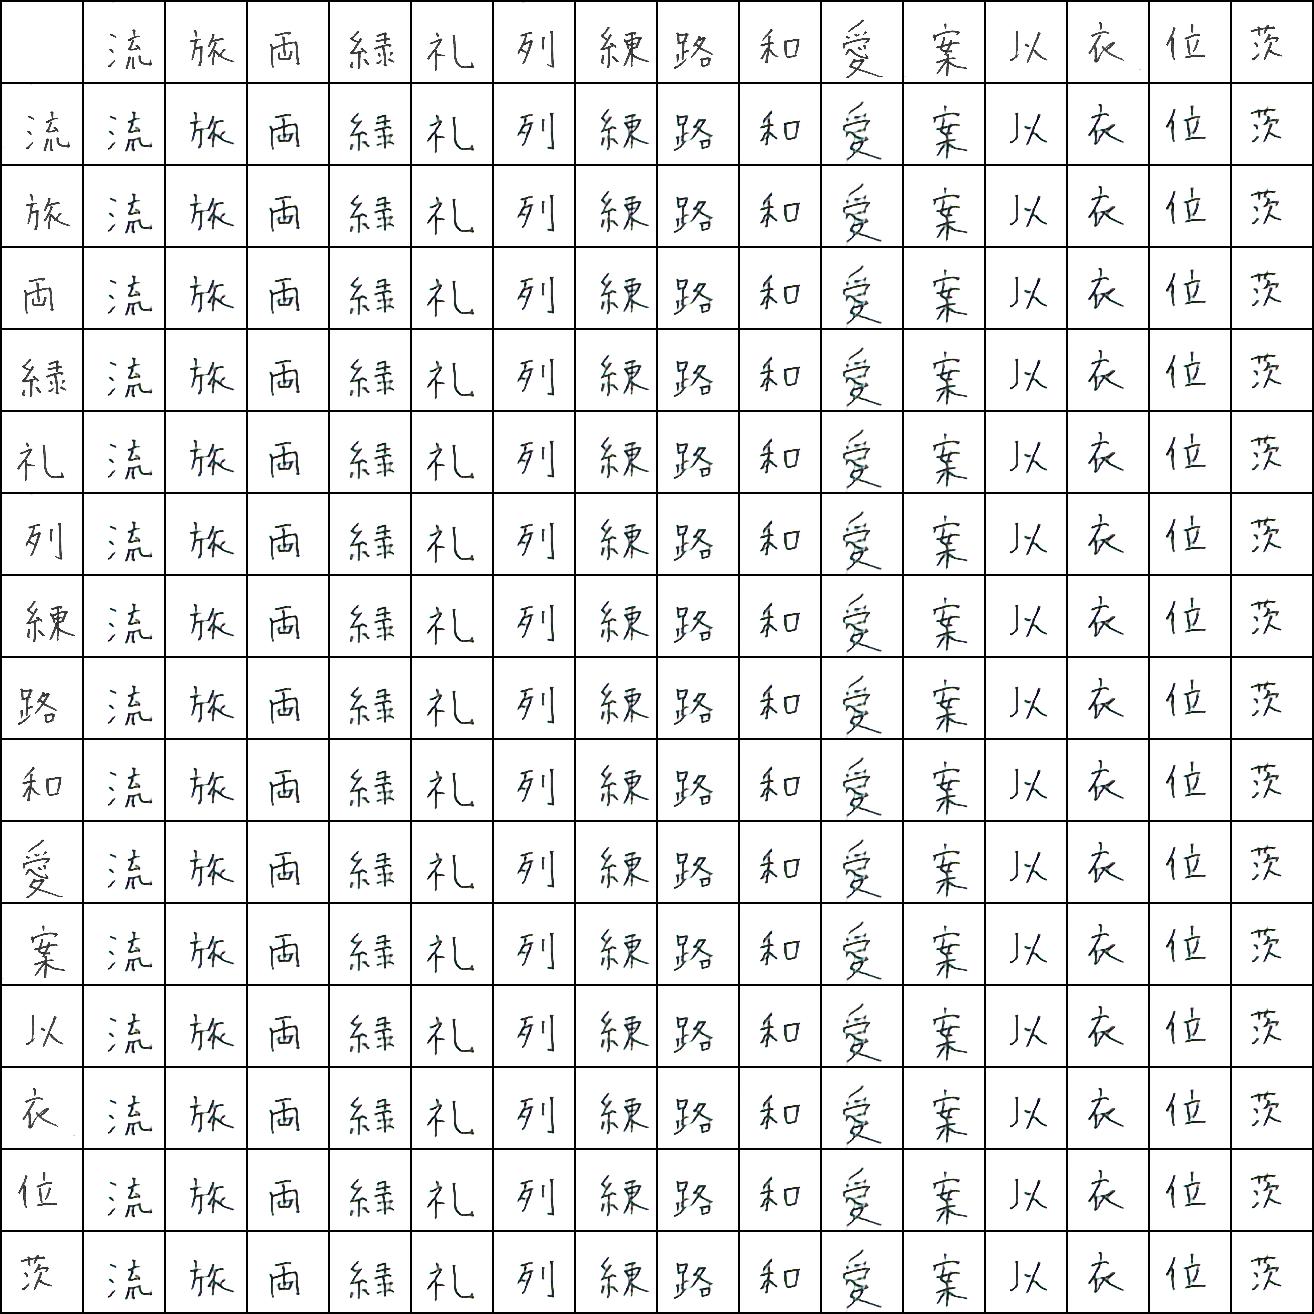 流 旅 両 緑 礼 列 練 路 和 愛 案 以 衣 位 茨
流 流 旅 両 緑 礼 列 練 路 和 愛 案 以 衣 位 茨
旅 流 旅 両 緑 礼 列 練 路 和 愛 案 以 衣 位 茨
両 流 旅 両 緑 礼 列 練 路 和 愛 案 以 衣 位 茨
緑 流 旅 両 緑 礼 列 練 路 和 愛 案 以 衣 位 茨
礼 流 旅 両 緑 礼 列 練 路 和 愛 案 以 衣 位 茨
列 流 旅 両 緑 礼 列 練 路 和 愛 案 以 衣 位 茨
練 流 旅 両 緑 礼 列 練 路 和 愛 案 以 衣 位 茨
路 流 旅 両 緑 礼 列 練 路 和 愛 案 以 衣 位 茨
和 流 旅 両 緑 礼 列 練 路 和 愛 案 以 衣 位 茨
愛 流 旅 両 緑 礼 列 練 路 和 愛 案 以 衣 位 茨
案 流 旅 両 緑 礼 列 練 路 和 愛 案 以 衣 位 茨
以 流 旅 両 緑 礼 列 練 路 和 愛 案 以 衣 位 茨
衣 流 旅 両 緑 礼 列 練 路 和 愛 案 以 衣 位 茨
位 流 旅 両 緑 礼 列 練 路 和 愛 案 以 衣 位 茨
茨 流 旅 両 緑 礼 列 練 路 和 愛 案 以 衣 位 茨